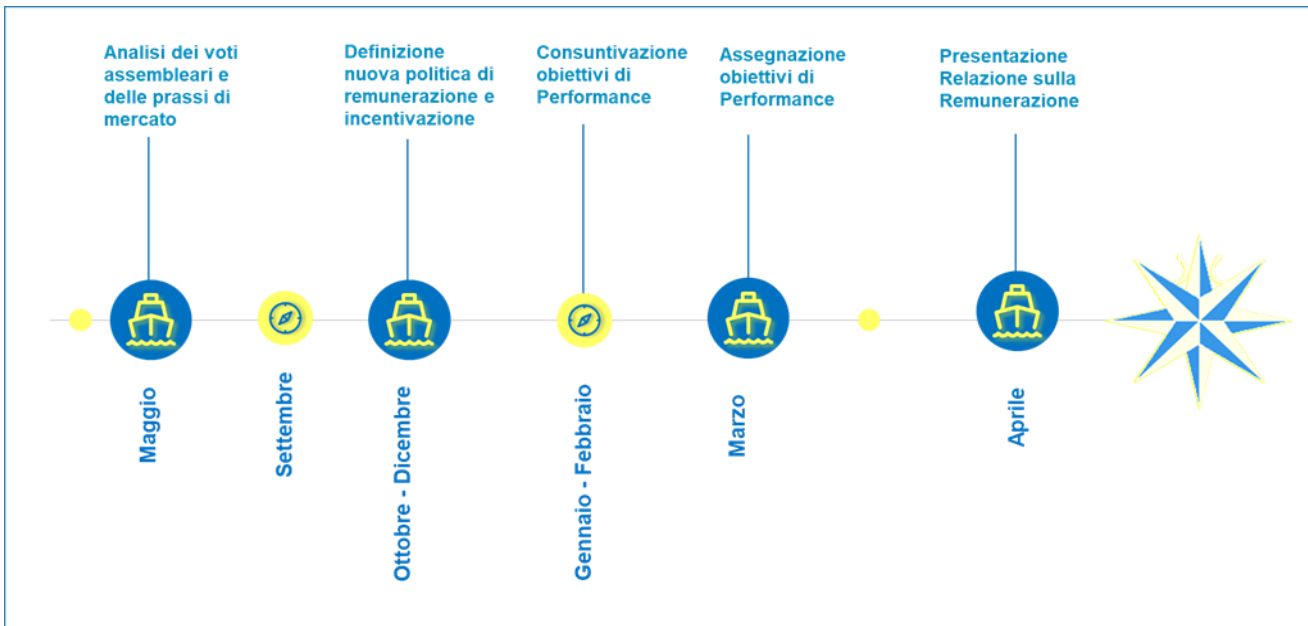 Analisi dei voti
assembleari e
delle prassi di
mercato
Definizione
nuova politica di
remunerazione e
incentivazione
Consuntivazione
obiettivi di
Performance
Assegnazione
obiettivi di
Performance
Presentazione
Relazione sulla
Remunerazione
Maggio
Settembre
Ottobre - Dicembre
Gennaio - Febbraio
Marzo
Aprile